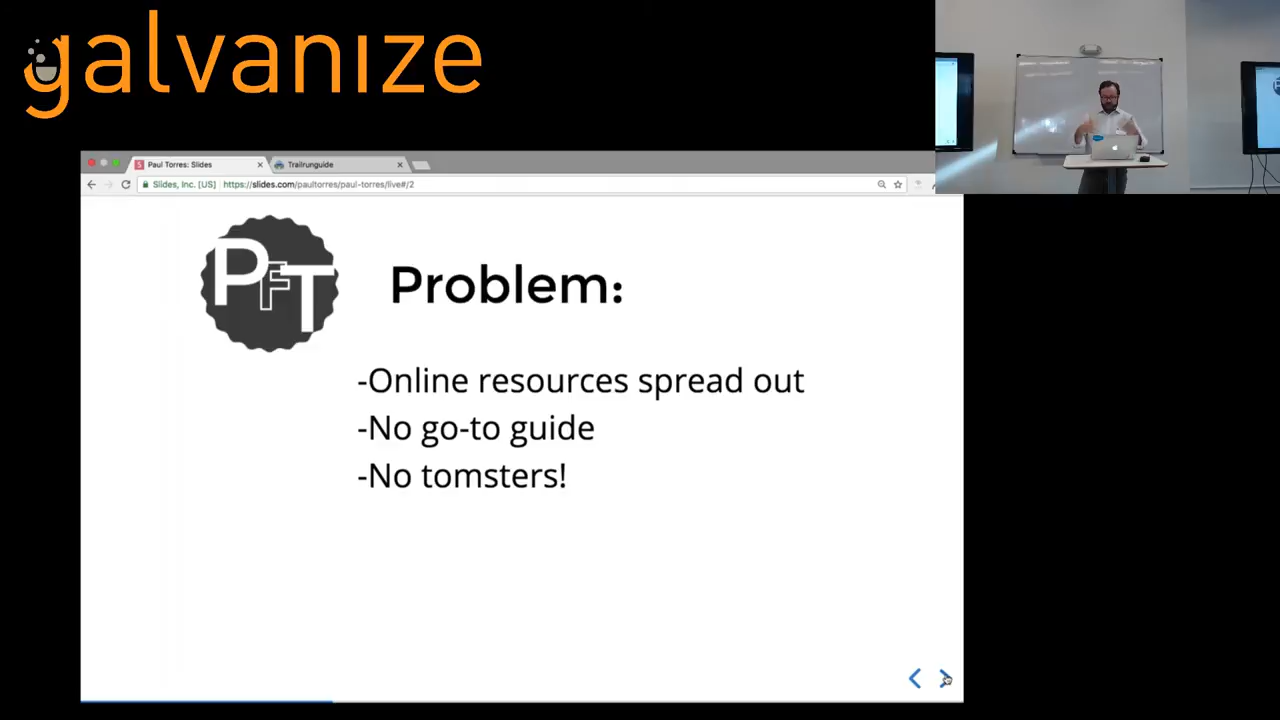 galvanize
Paul Torres: Slides
Trailrunguide
Slides, Inc. [US]
https://slides.com/paultorres/paul-torres/live#/2
PFT
Problem:
-Online resources spread out
-No go-to guide
-No tomsters!